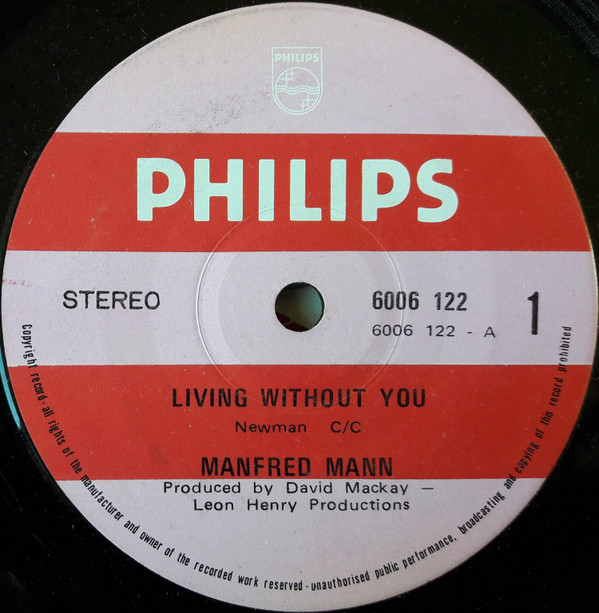 PHILIPS
PHILIPS
STEREO
6006 122
6006 122 - A
1
LIVING WITHOUT YOU
Newman C/C
MANFRED MANN
Produced by David Mackay –
Leon Henry Productions
Copyright record - all rights of the manufacturer and owner of the recorded work reserved - unauthorised public performance, broadcasting and copying of this record prohibited